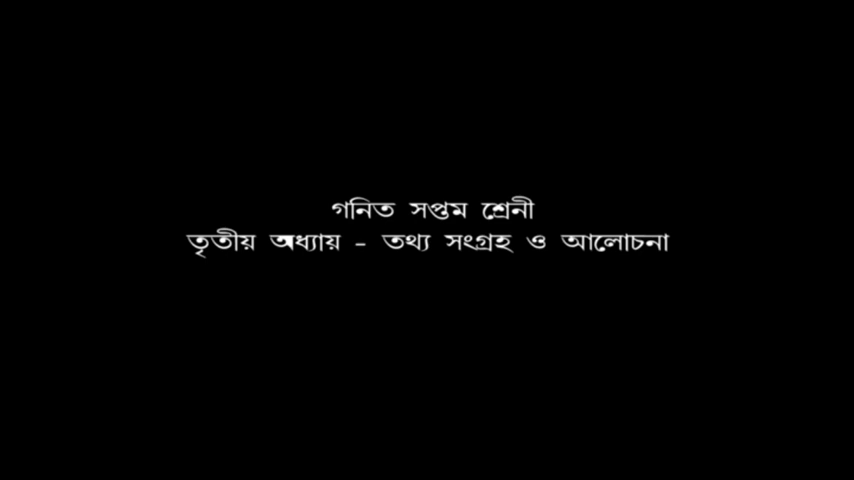 গনিত সপ্তম শ্রেনী
তৃতীয় অধ্যায় - তথ্য সংগ্রহ ও আলোচনা